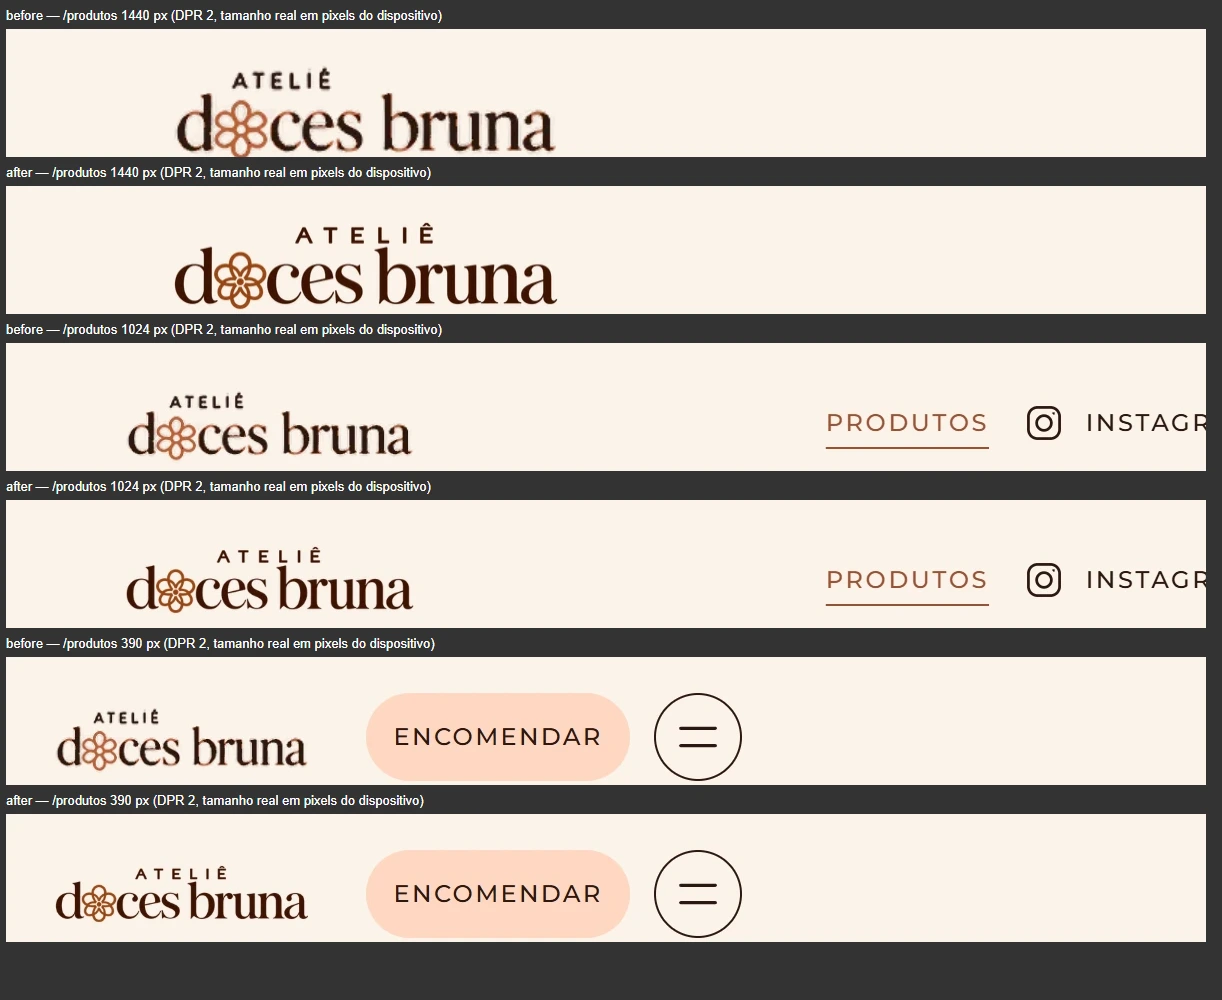 before — /produtos 1440 px (DPR 2, tamanho real em pixels do dispositivo)
ATELIÊ
doces bruna
after — /produtos 1440 px (DPR 2, tamanho real em pixels do dispositivo)
ATELIÊ
doces bruna
before — /produtos 1024 px (DPR 2, tamanho real em pixels do dispositivo)
ATELIÊ
doces bruna PRODUTOS INSTAGR
after — /produtos 1024 px (DPR 2, tamanho real em pixels do dispositivo)
ATELIÊ
doces bruna PRODUTOS INSTAGR
before — /produtos 390 px (DPR 2, tamanho real em pixels do dispositivo)
ATELIÊ
doces bruna ENCOMENDAR
after — /produtos 390 px (DPR 2, tamanho real em pixels do dispositivo)
ATELIÊ
doces bruna ENCOMENDAR